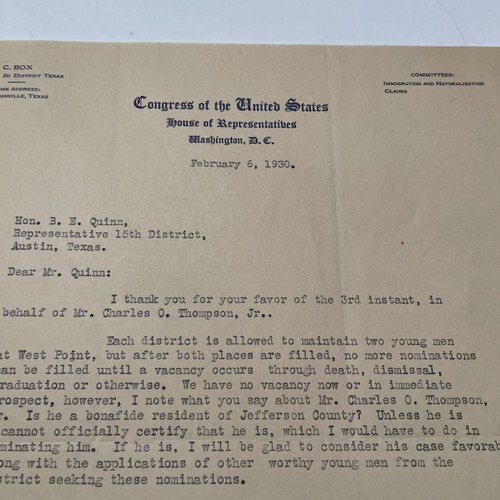 C. BOX
2D DISTRICT TEXAS
ME ADDRESS:
ONVILLE, TEXAS
COMMITTEES:
IMMIGRATION AND NATURALIZATION
CLAIMS
Congress of the United States
House of Representatives
Washington, D. C.
February 6, 1930.
Hon. B. E. Quinn,
Representative 15th District,
Austin, Texas.
Dear Mr. Quinn:
I thank you for your favor of the 3rd instant, in
behalf of Mr. Charles O. Thompson, Jr..
Each district is allowed to maintain two young men
at West Point, but after both places are filled, no more nominations
can be filled until a vacancy occurs through death, dismissal,
raduation or otherwise. We have no vacancy now or in immediate
rospect, however, I note what you say about Mr. Charles O. Thompson,
r. Is he a bonafide resident of Jefferson County? Unless he is
cannot officially certify that he is, which I would have to do in
minating him. If he is, I will be glad to consider his case favorab
ong with the applications of other worthy young men from the
strict seeking these nominations.